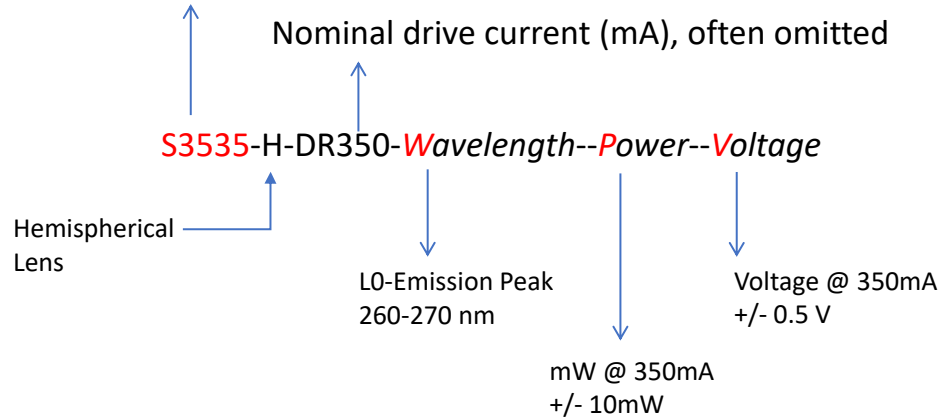 Nominal drive current (mA), often omitted
S3535-H-DR350-Wavelength--Power--Voltage
Hemispherical
Lens
L0-Emission Peak
260-270 nm
Voltage @ 350mA
+/- 0.5 V
mW @ 350mA
+/- 10mW